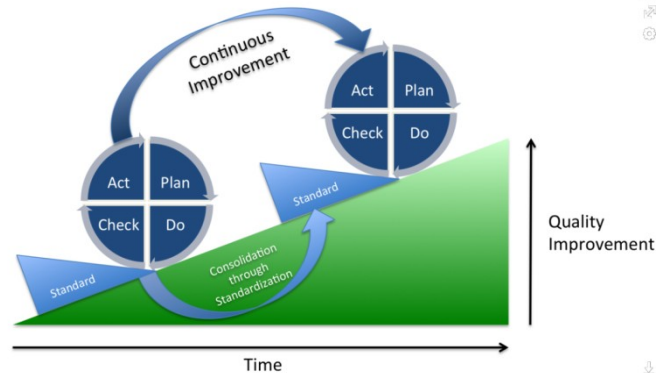 Continuous
Improvement
Act
Plan
Check
Do
Act
Plan
Check
Do
Standard
Standard
Consolidation
through
Standardization
Quality
Improvement
Time